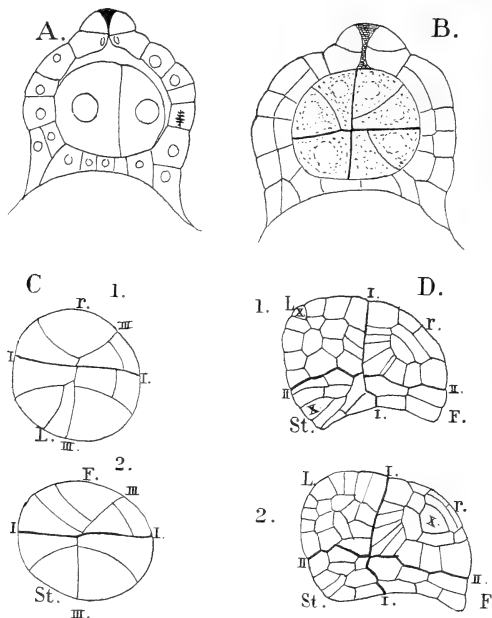 A.
B.
C
r.
1.
III
I.
I.
L.
III.
2.
F.
III
I.
I.
St.
III.
D.
1.
L
x
I.
r.
II
x
II.
St.
I.
F.
2.
L.
I.
r.
x.
II
II.
St.
I.
F